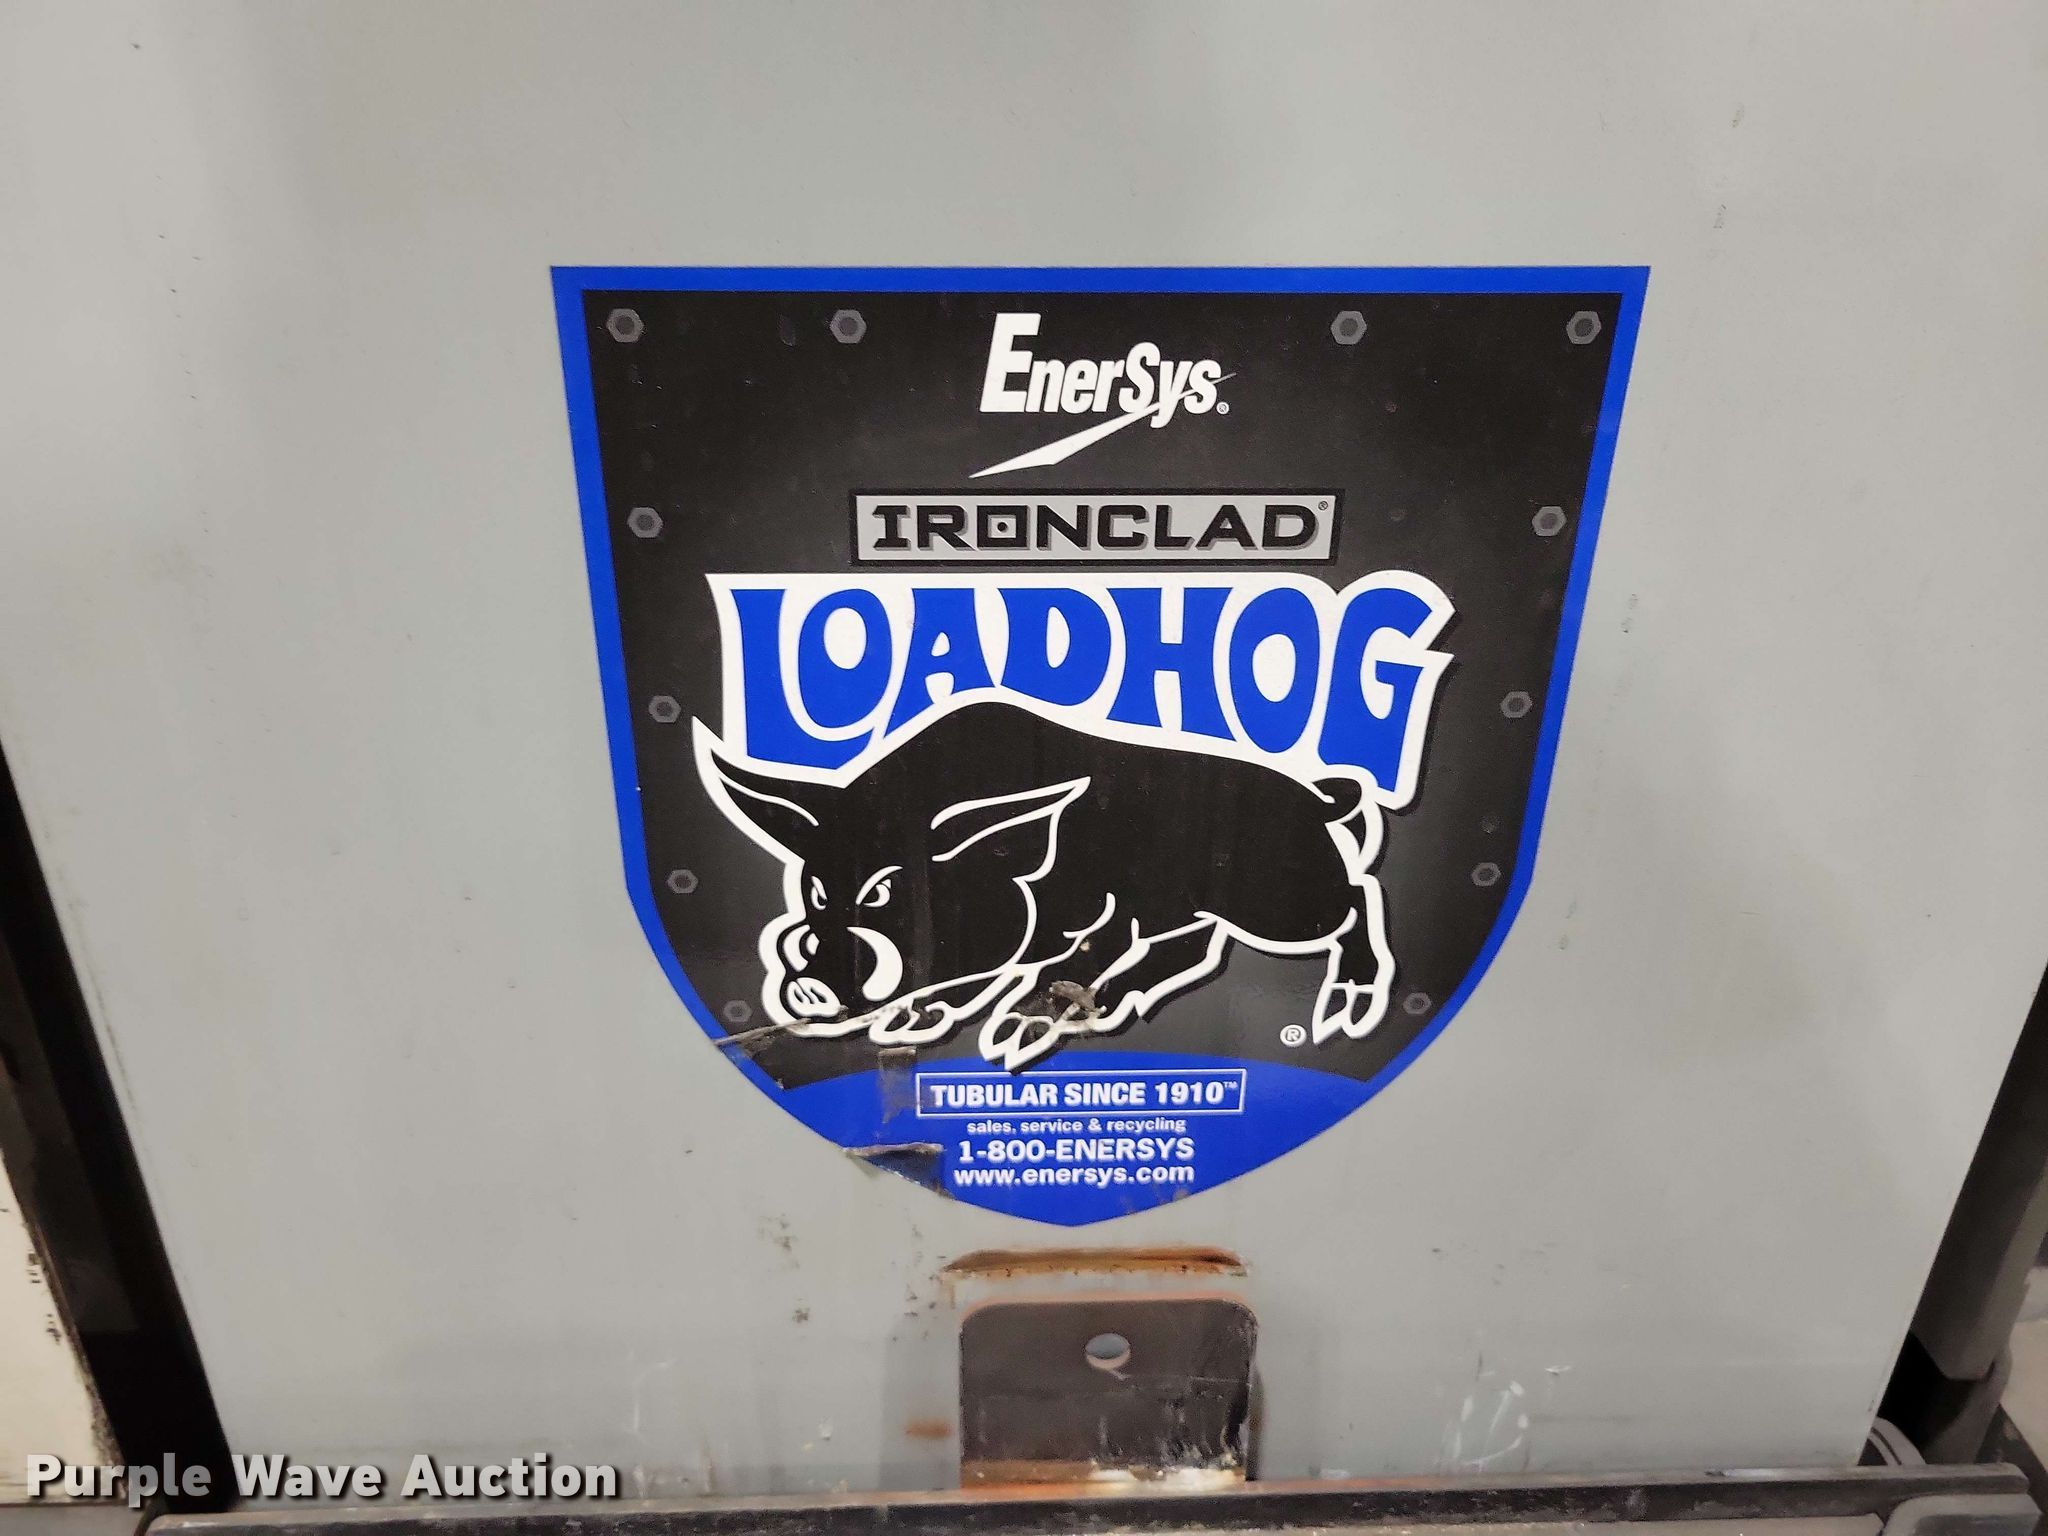 EnerSys®
IRONCLAD®
LOADHOG
®
TUBULAR SINCE 1910™
sales, service & recycling
1-800-ENERSYS
www.enersys.com
Purple Wave Auction